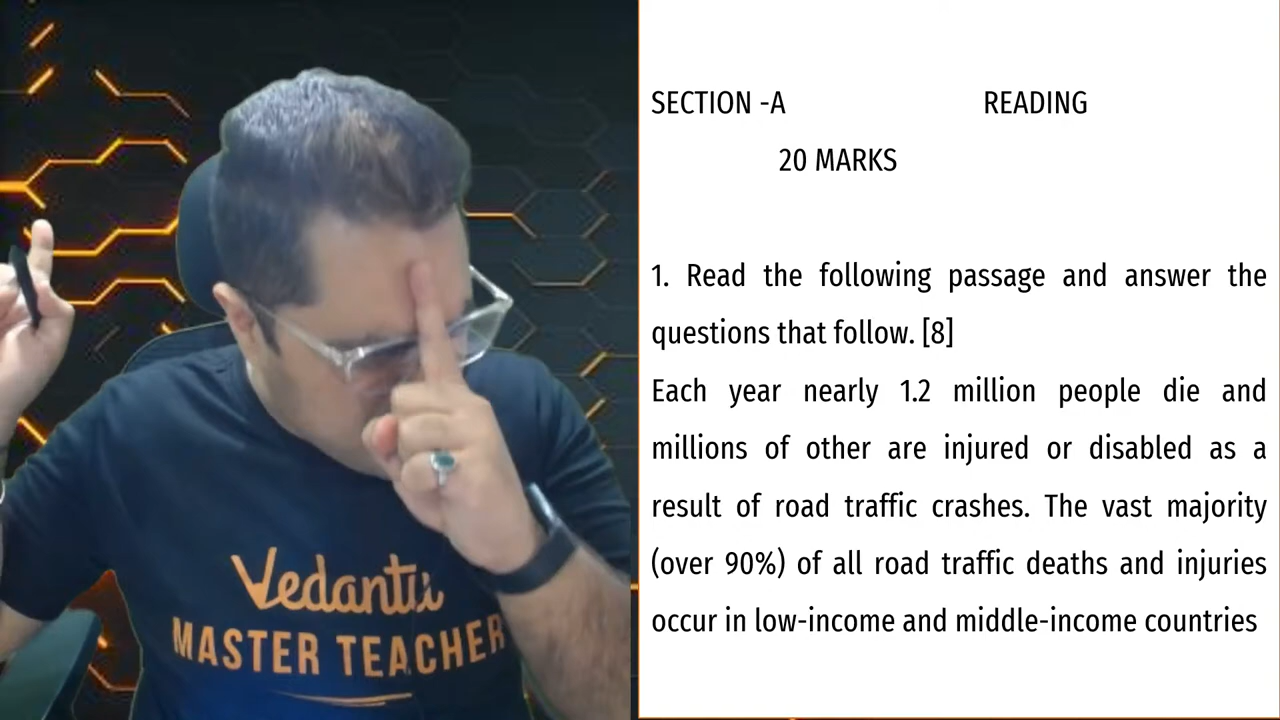 SECTION -A READING
20 MARKS
1. Read the following passage and answer the
questions that follow. [8]
Each year nearly 1.2 million people die and
millions of other are injured or disabled as a
result of road traffic crashes. The vast majority
(over 90%) of all road traffic deaths and injuries
occur in low-income and middle-income countries
Vedantu
MASTER TEACHER